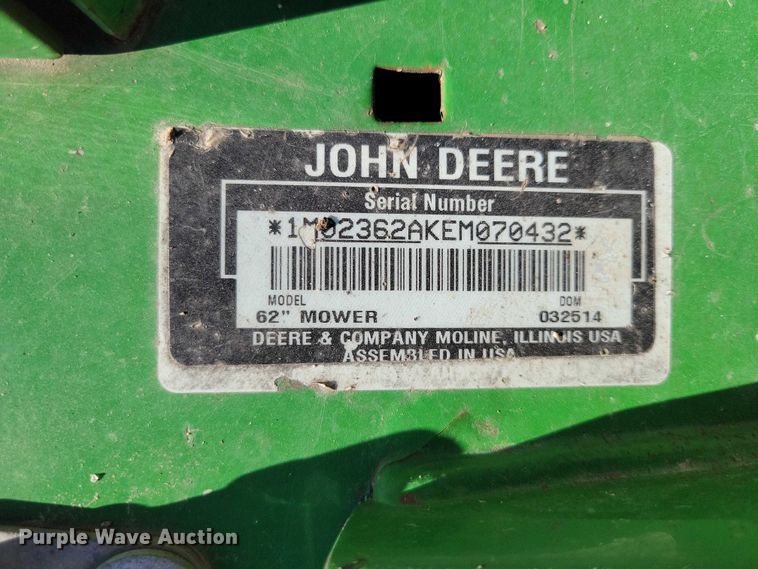 JOHN DEERE
Serial Number
*1M02362AKEM070432*
MODEL DOM
62" MOWER 032514
DEERE & COMPANY MOLINE, ILLINOIS USA
ASSEMBLED IN USA
Purple Wave Auction